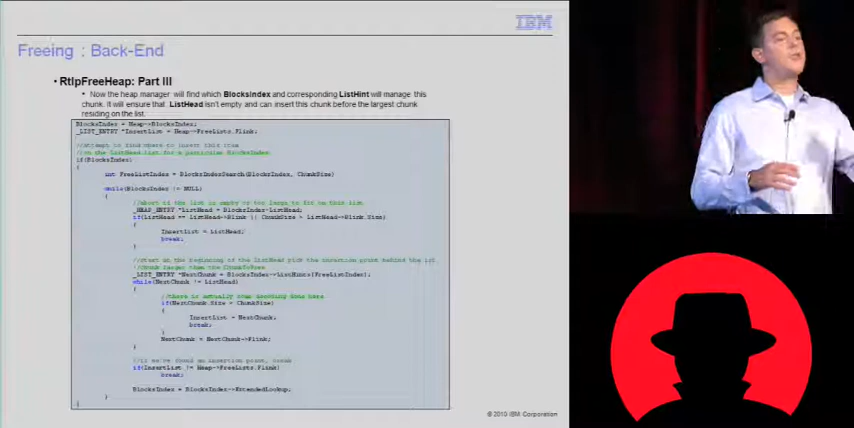 IBM
Freeing : Back-End
• RtlpFreeHeap: Part III
• Now the heap manager will find which BlocksIndex and corresponding ListHint will manage this
chunk. It will ensure that ListHead isn't empty and can insert this chunk before the largest chunk
residing on the list.
BlocksIndex = Heap->BlocksIndex;
_LIST_ENTRY *InsertList = Heap->FreeLists.Flink;
//attempt to find where to insert this item
//on the ListHead list for a particular BlocksIndex
if(BlocksIndex)
{
int FreeListIndex = BlocksIndexSearch(BlocksIndex, ChunkSize)
while(BlocksIndex != NULL)
{
//abort if the list is empty or too large to fit on this list
_HEAP_ENTRY *ListHead = BlocksIndex->ListHead;
if(ListHead == ListHead->Blink || ChunkSize > ListHead->Blink.Size)
{
InsertList = ListHead;
break;
}
//start at the beginning of the ListHead pick the insertion point behind the 1st
//chunk larger than the ChunkToFree
_LIST_ENTRY *NextChunk = BlocksIndex->ListHints[FreeListIndex];
while(NextChunk != ListHead)
{
//there is actually some decoding done here
if(NextChunk.Size > ChunkSize)
{
InsertList = NextChunk;
break;
}
NextChunk = NextChunk->Flink;
}
//if we've found an insertion point, break
if(InsertList != Heap->FreeLists.Flink)
break;
BlocksIndex = BlocksIndex->ExtendedLookup;
}
}
© 2010 IBM Corporation